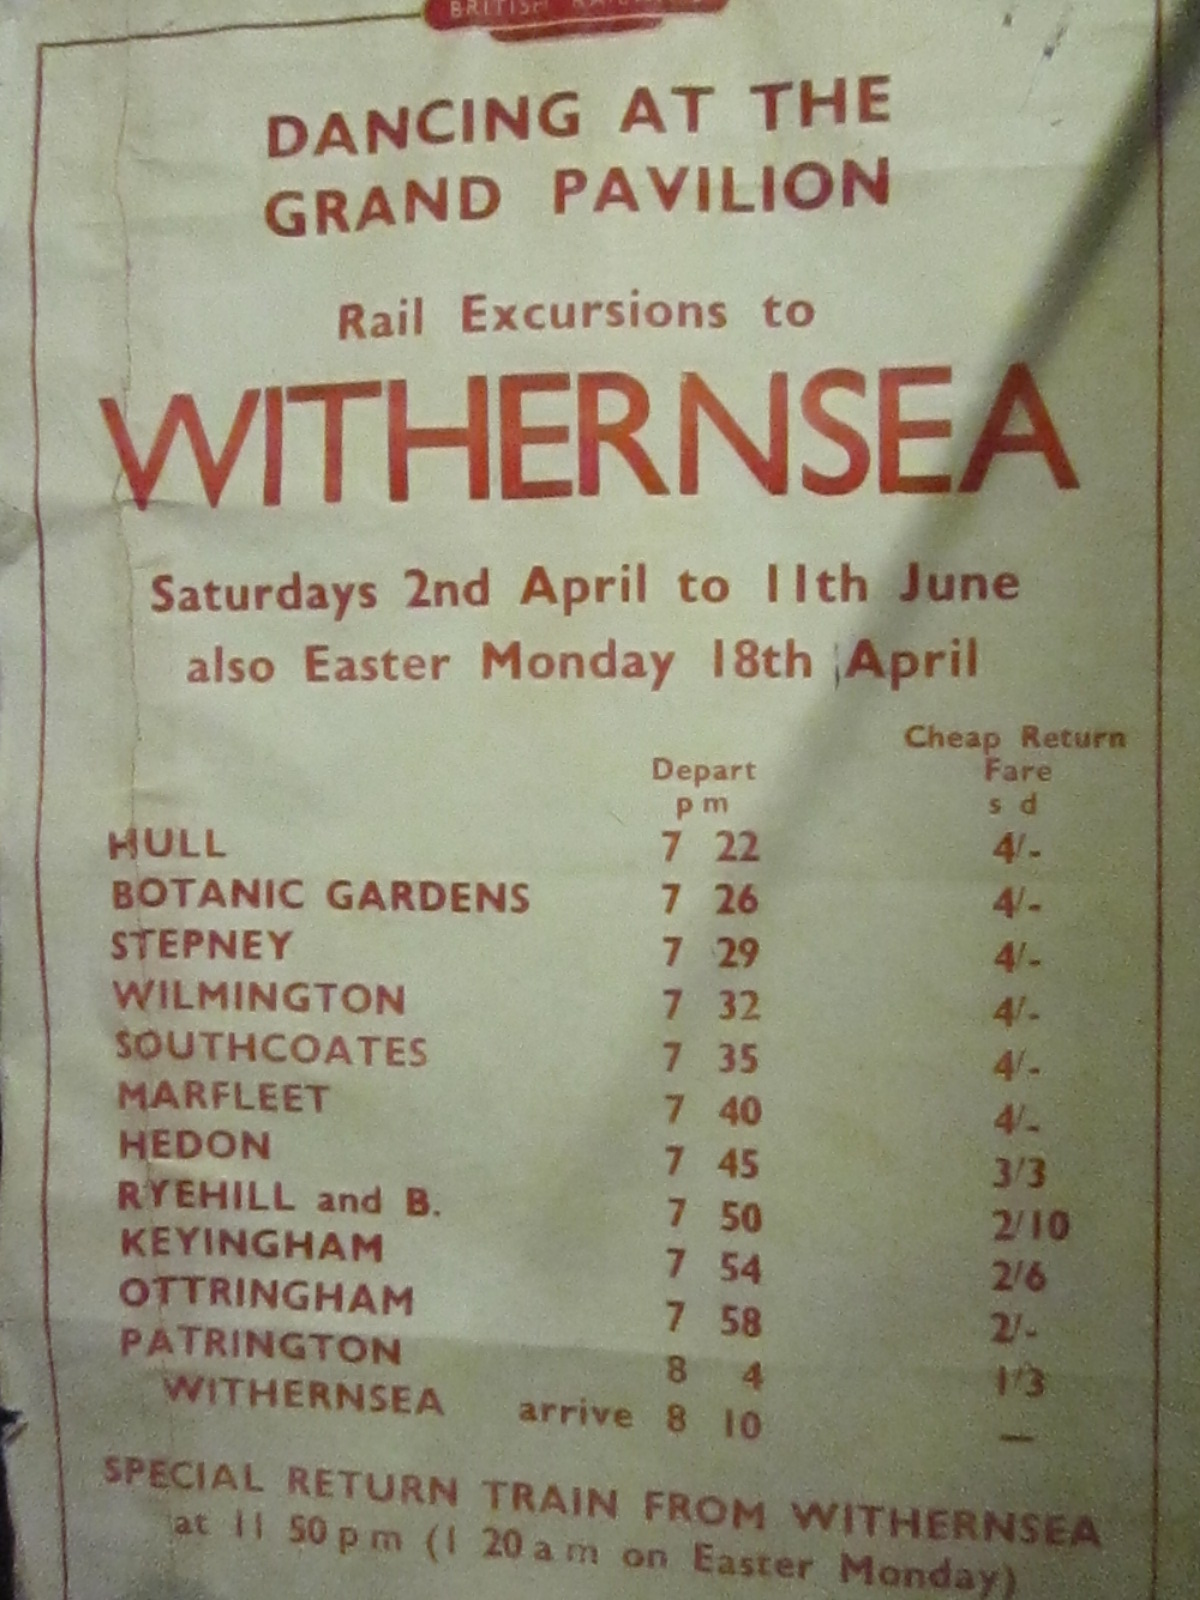 BRITISH
DANCING AT THE
GRAND PAVILION
Rail Excursions to
WITHERNSEA
Saturdays 2nd April to 11th June
also Easter Monday 18th April
Cheap Return
Depart Fare
p m s d
HULL 7 22 4/-
BOTANIC GARDENS 7 26 4/-
STEPNEY 7 29 4/-
WILMINGTON 7 32 4/-
SOUTHCOATES 7 35 4/-
MARFLEET 7 40 4/-
HEDON 7 45 3/3
RYEHILL and B. 7 50 2/10
KEYINGHAM 7 54 2/6
OTTRINGHAM 7 58 2/-
PATRINGTON 8 4 1/3
WITHERNSEA arrive 8 10 —
SPECIAL RETURN TRAIN FROM WITHERNSEA
at 11 50 p m (1 20 a m on Easter Monday)